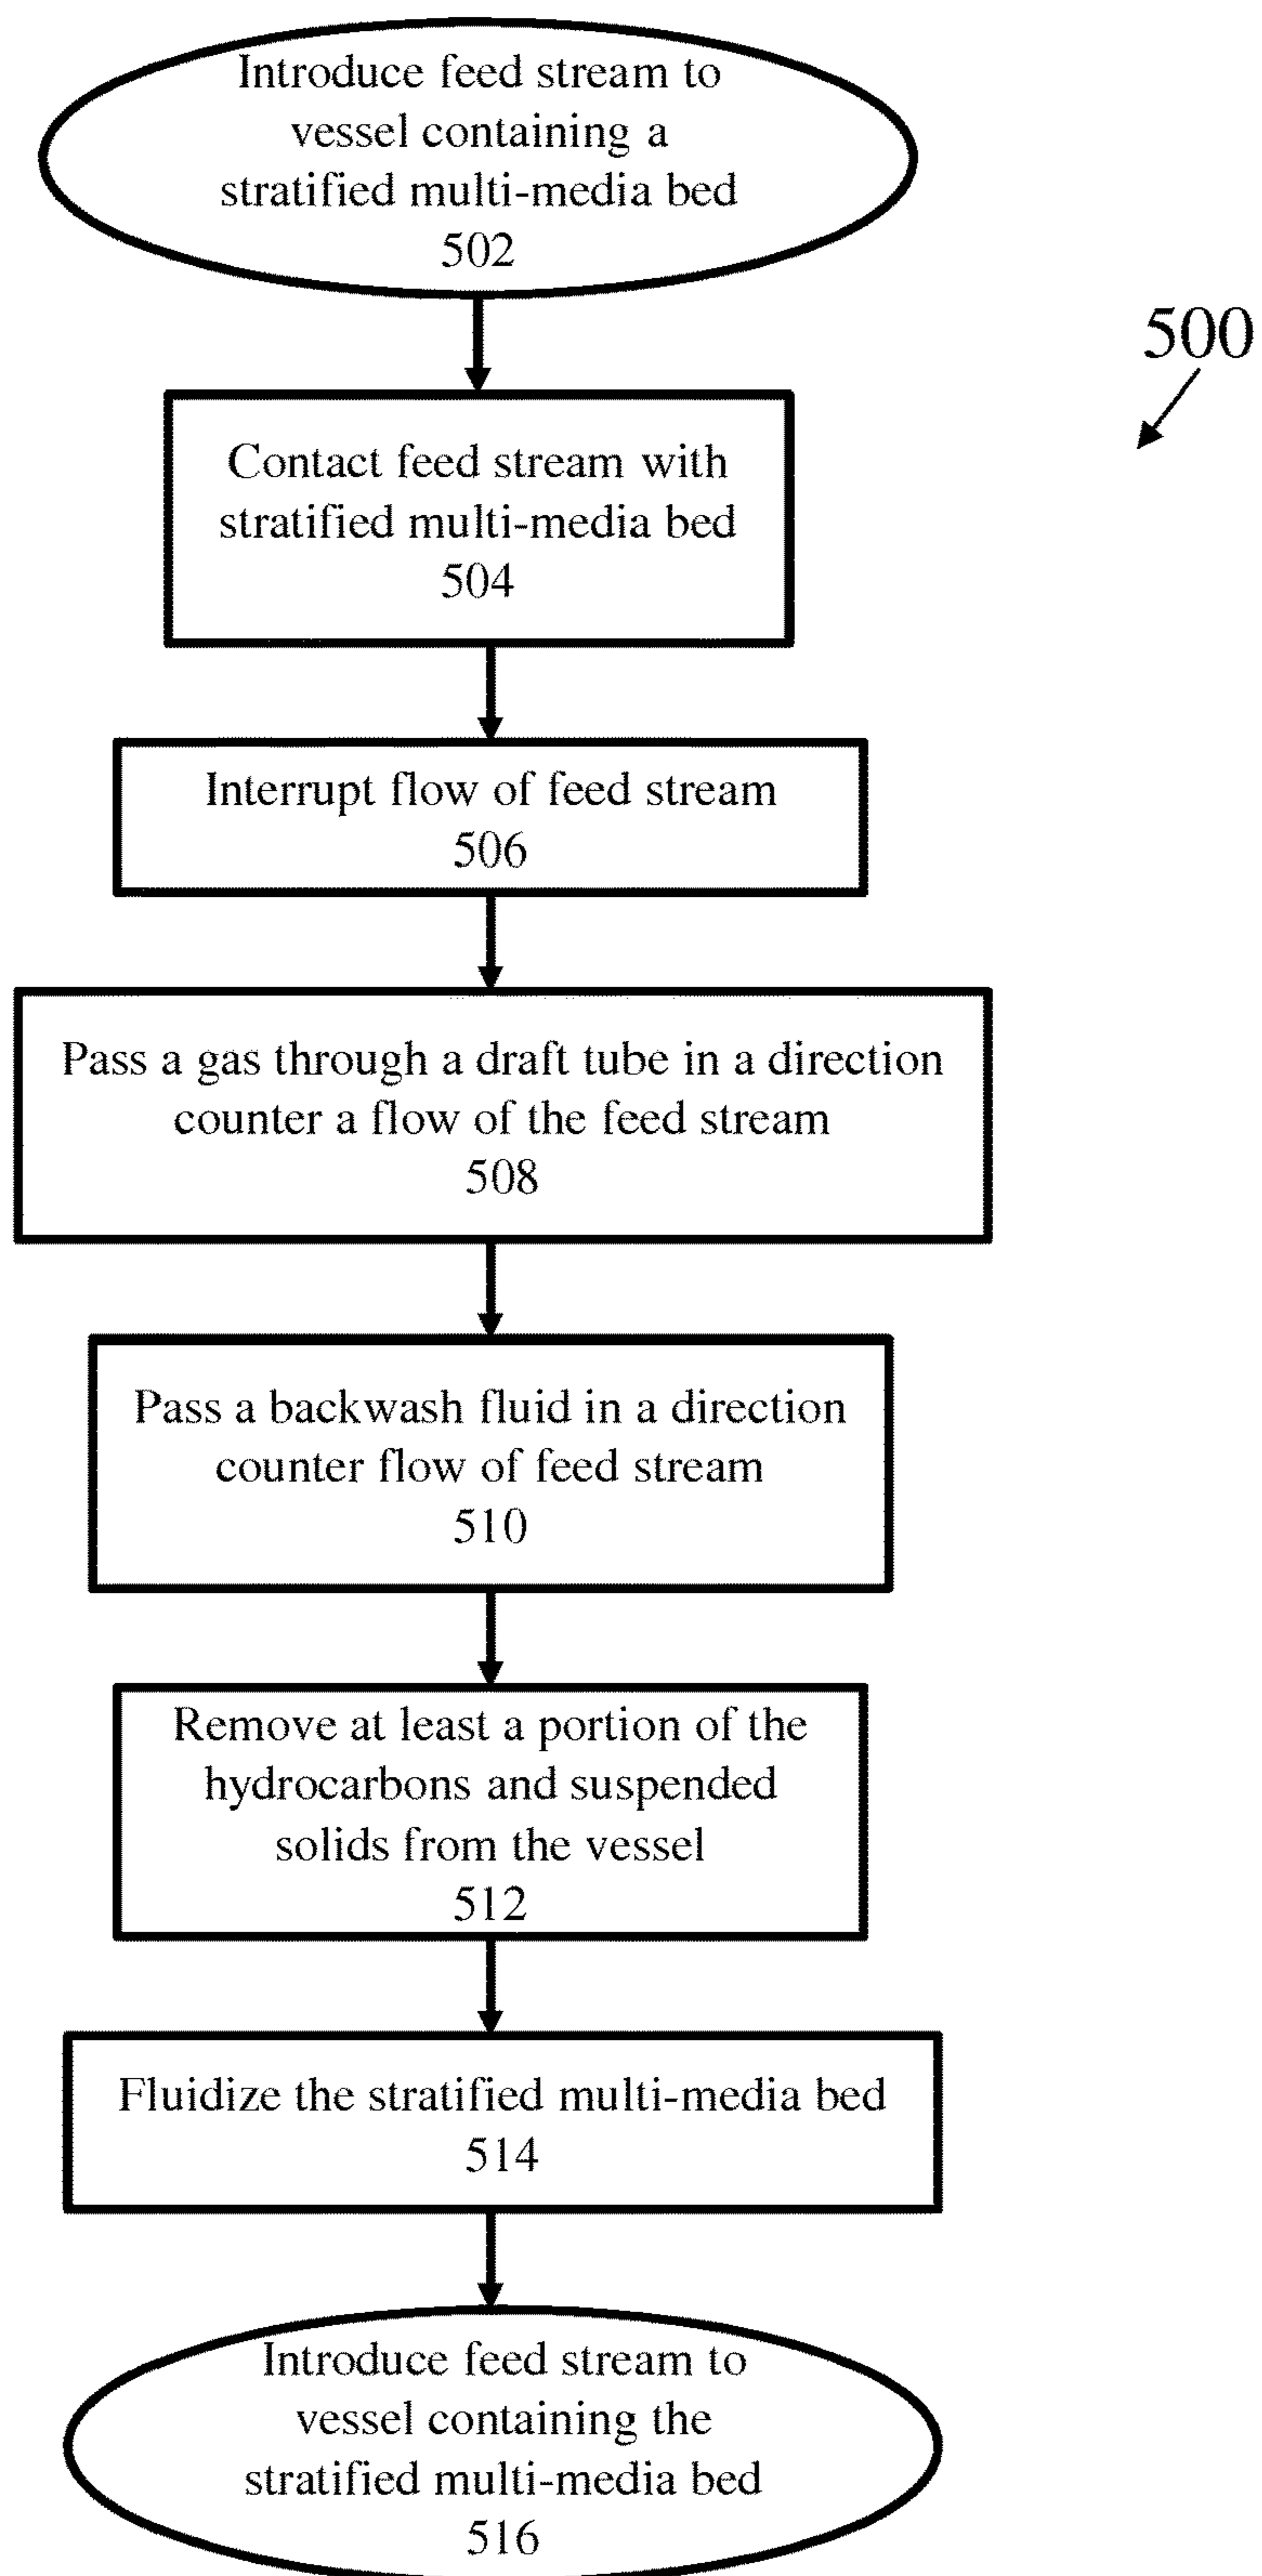 Introduce feed stream to
vessel containing a
stratified multi-media bed
502
500
Contact feed stream with
stratified multi-media bed
504
Interrupt flow of feed stream
506
Pass a gas through a draft tube in a direction
counter a flow of the feed stream
508
Pass a backwash fluid in a direction
counter flow of feed stream
510
Remove at least a portion of the
hydrocarbons and suspended
solids from the vessel
512
Fluidize the stratified multi-media bed
514
Introduce feed stream to
vessel containing the
stratified multi-media bed
516